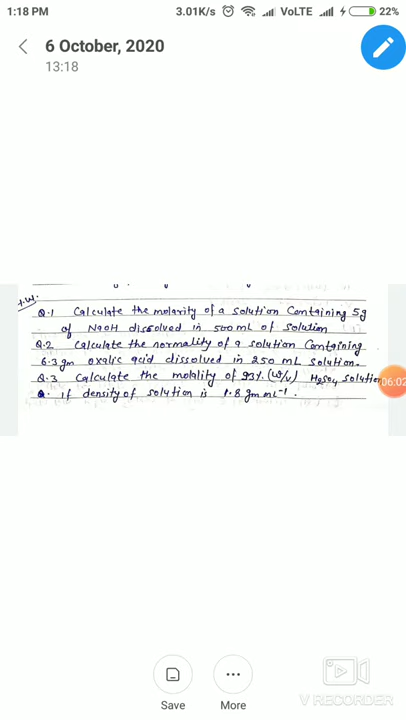 1:18 PM 3.01K/s VoLTE 22%
6 October, 2020
13:18
H.W.
Q.1 Calculate the molarity of a solution Containing 5g
of NaOH dissolved in 500 mL of solution
Q.2. Calculate the normality of a solution Containing
6.3 gm oxalic acid dissolved in 250 mL solution.
Q.3 Calculate the molality of 93%. (W/V) H2SO4 solution
06:02
Q. if density of solution is 1.8 gm mL-1.
Save More
V RECORDER